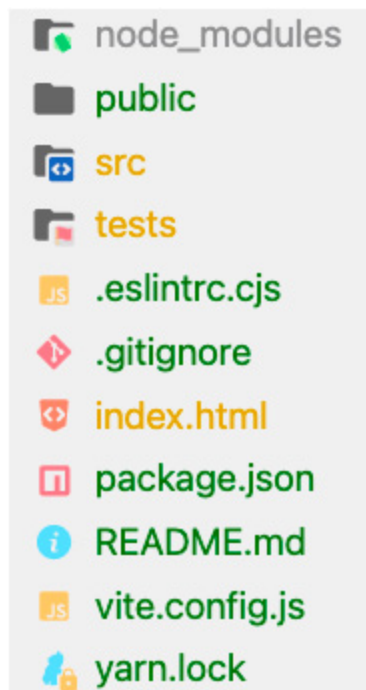 node_modules
public
src
tests
.eslintrc.cjs
.gitignore
index.html
package.json
README.md
vite.config.js
yarn.lock